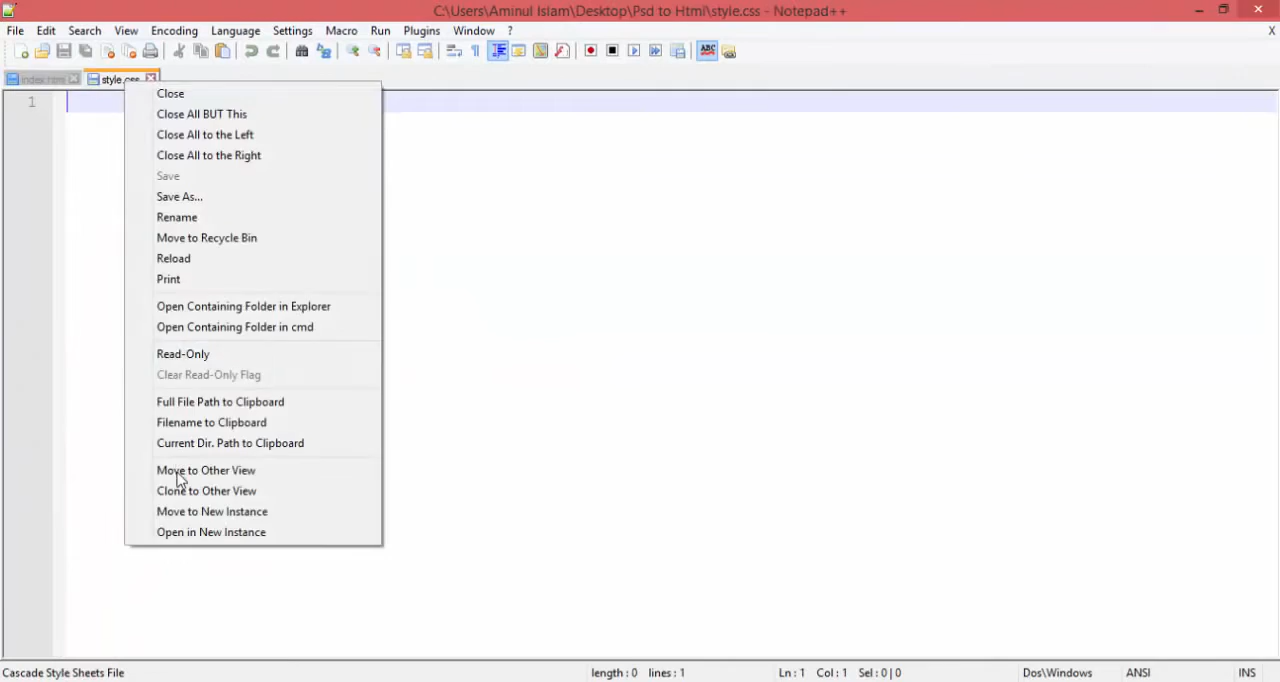 C:\Users\Aminul Islam\Desktop\Psd to Html\style.css - Notepad++
File Edit Search View Encoding Language Settings Macro Run Plugins Window ? X
ABC
index.html style.css
1
Close
Close All BUT This
Close All to the Left
Close All to the Right
Save
Save As...
Rename
Move to Recycle Bin
Reload
Print
Open Containing Folder in Explorer
Open Containing Folder in cmd
Read-Only
Clear Read-Only Flag
Full File Path to Clipboard
Filename to Clipboard
Current Dir. Path to Clipboard
Move to Other View
Clone to Other View
Move to New Instance
Open in New Instance
Cascade Style Sheets File length : 0 lines : 1 Ln : 1 Col : 1 Sel : 0 | 0 Dos\Windows ANSI INS